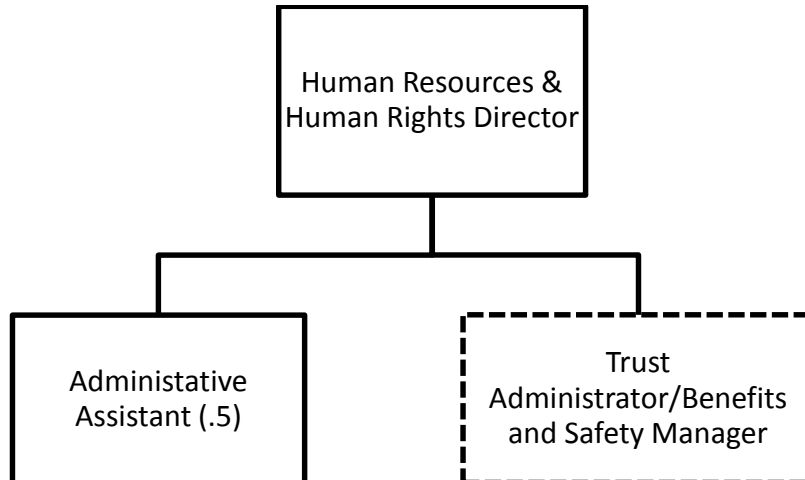 Human Resources &
Human Rights Director
Administative
Assistant (.5)
Trust
Administrator/Benefits
and Safety Manager